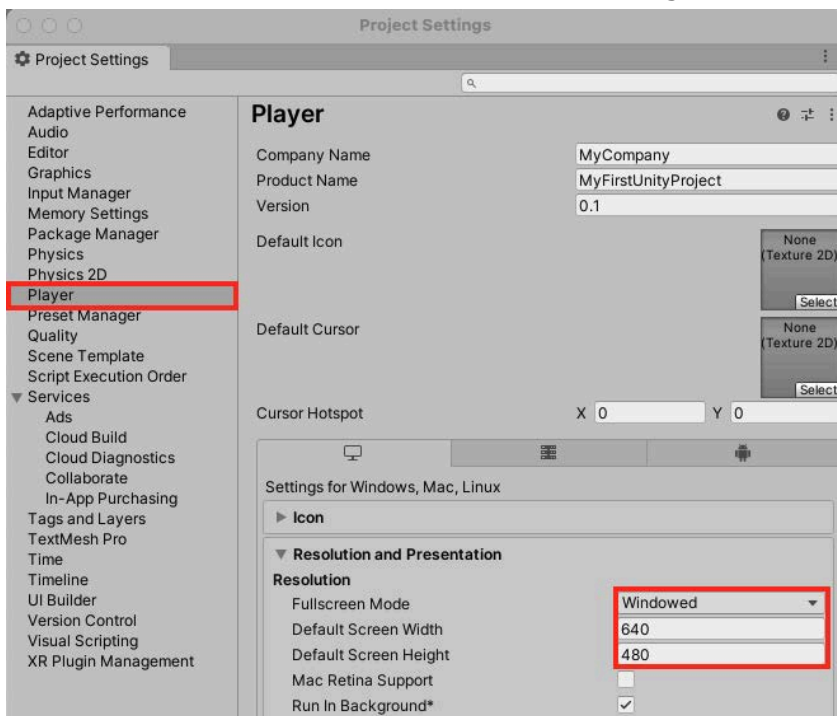 Project Settings
Project Settings
Adaptive Performance
Audio
Editor
Graphics
Input Manager
Memory Settings
Package Manager
Physics
Physics 2D
Player
Preset Manager
Quality
Scene Template
Script Execution Order
Services
Ads
Cloud Build
Cloud Diagnostics
Collaborate
In-App Purchasing
Tags and Layers
TextMesh Pro
Time
Timeline
UI Builder
Version Control
Visual Scripting
XR Plugin Management
Player
Company Name MyCompany
Product Name MyFirstUnityProject
Version 0.1
Default Icon
None
(Texture 2D)
Select
Default Cursor
None
(Texture 2D)
Select
Cursor Hotspot X 0 Y 0
Settings for Windows, Mac, Linux
Icon
Resolution and Presentation
Resolution
Fullscreen Mode Windowed
Default Screen Width 640
Default Screen Height 480
Mac Retina Support
Run In Background*